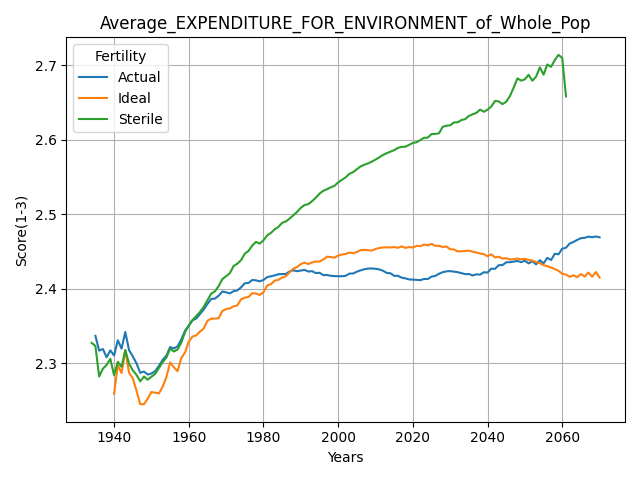 Average_EXPENDITURE_FOR_ENVIRONMENT_of_Whole_Pop
Fertility
Actual
Ideal
Sterile
Score(1-3)
2.7
2.6
2.5
2.4
2.3
1940 1960 1980 2000 2020 2040 2060
Years